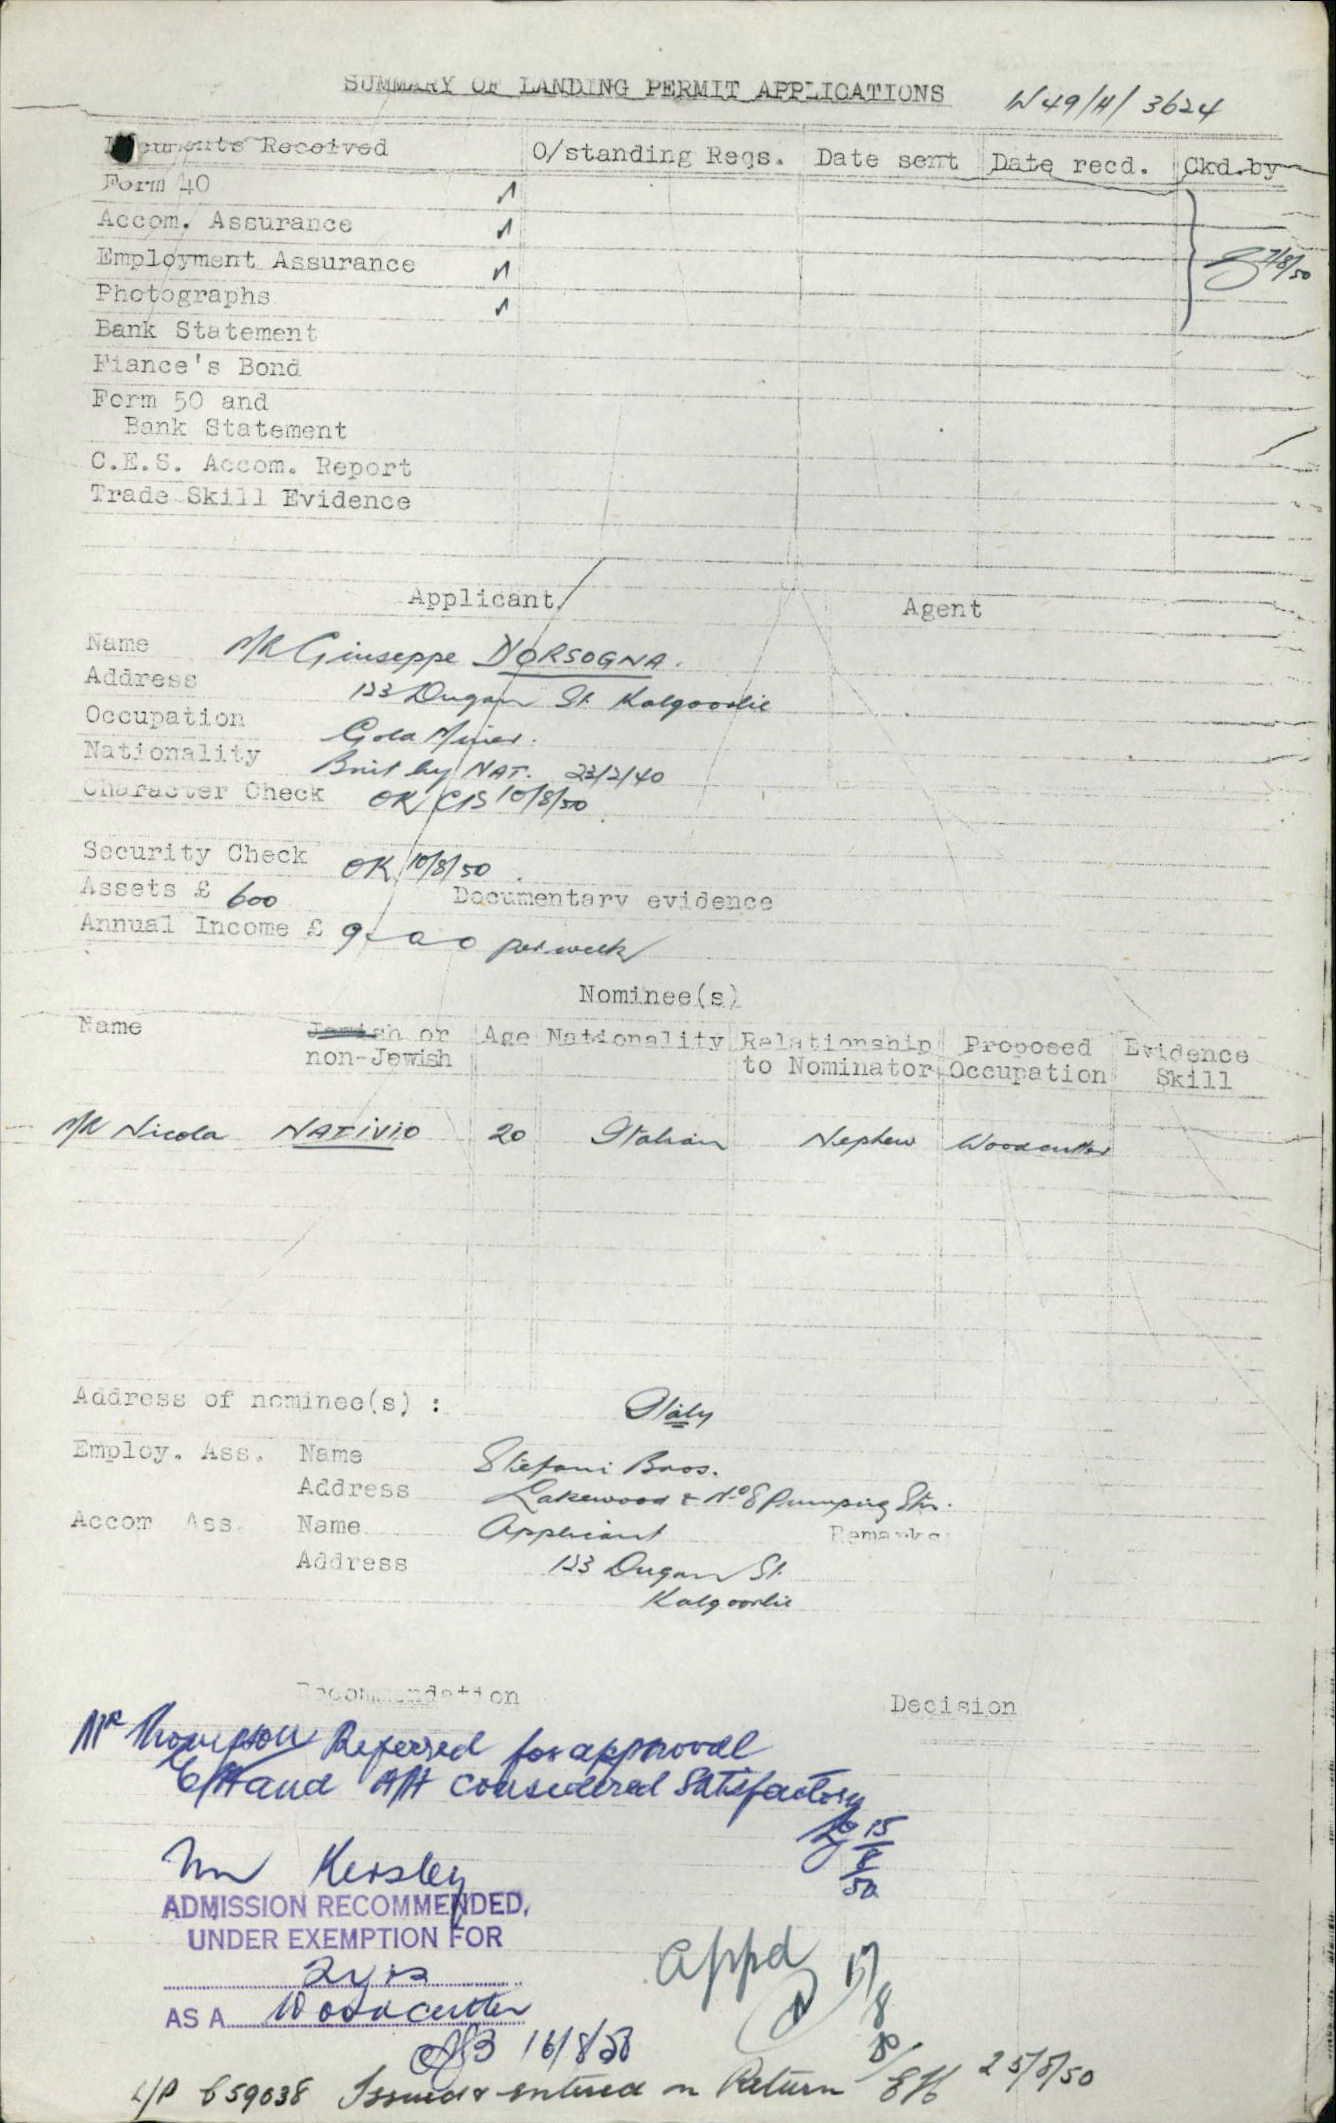 SUMMARY OF LANDING PERMIT APPLICATIONS W49/H/3624
Documents Received O/standing Reqs. Date sent Date recd. Ckd.by
Form 40
Accom. Assurance
Employment Assurance 7/8/50
Photographs
Bank Statement
Fiance's Bond
Form 50 and
Bank Statement
C.E.S. Accom. Report
Trade Skill Evidence
Applicant Agent
Name Mr Giuseppe D'ORSOGNA.
Address 133 Dugan St. Kalgoorlie
Occupation Gold Miner.
Nationality Brit by NAT. 23/2/40
Character Check OK CIS 10/8/50
Security Check OK 10/8/50.
Assets £ 600 Documentary evidence
Annual Income £ 9-0-0 per week
Nominee(s)
Name Jewish or Age Nationality Relationship Proposed Evidence
non-Jewish to Nominator Occupation Skill
Mr Nicola NATIVIO 20 Italian Nephew Woodcutter
Address of nominee(s) : Italy
Employ. Ass. Name Bros.
Address Lakewood & No 8 Pumping Stn.
Accom Ass. Name Applicant Remarks
Address 133 Dugan St.
Kalgoorlie
Recommendation Decision
Mr Thompson Referred for approval
and considered Satisfactory
15
8
50
Mr Kersley
ADMISSION RECOMMENDED,
UNDER EXEMPTION FOR
2 yrs
AS A Woodcutter
Appd 17/8
16/8/50
L/P 659038 Issued & entered on Return 25/8/50